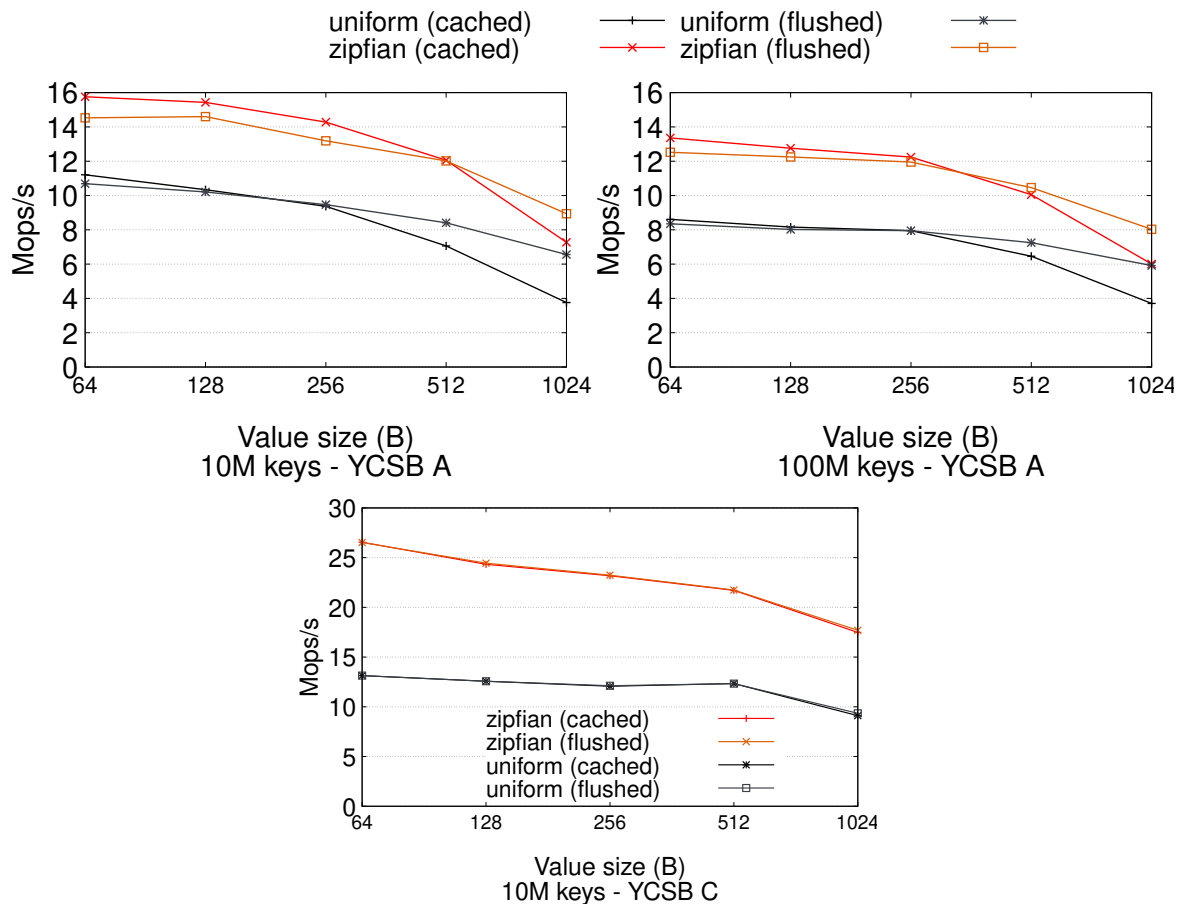 uniform (cached) uniform (flushed)
zipfian (cached) zipfian (flushed)
Mops/s
16
14
12
10
8
6
4
2
0
64 128 256 512 1024
Value size (B)
10M keys - YCSB A
Mops/s
16
14
12
10
8
6
4
2
0
64 128 256 512 1024
Value size (B)
100M keys - YCSB A
Mops/s
30
25
20
15
10
5
0
zipfian (cached)
zipfian (flushed)
uniform (cached)
uniform (flushed)
64 128 256 512 1024
Value size (B)
10M keys - YCSB C